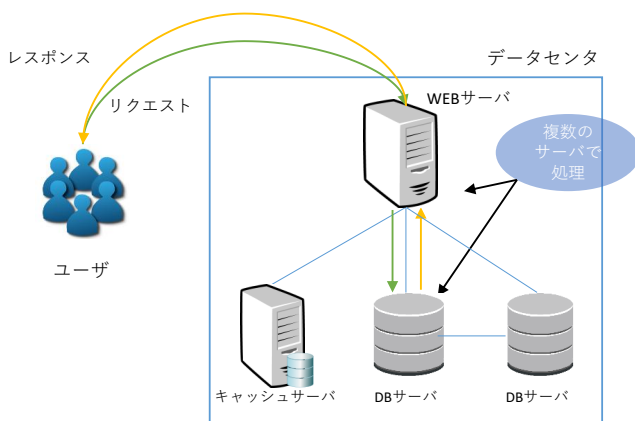 レスポンス
データセンタ
リクエスト
WEBサーバ
複数の
サーバで
処理
ユーザ
キャッシュサーバ
DBサーバ
DBサーバ